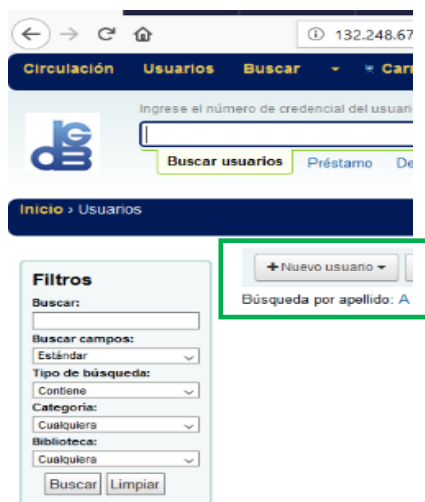 132.248.67
Circulación Usuarios Buscar Carr
Ingrese el número de credencial del usuari
Buscar usuarios Préstamo De
Inicio › Usuarios
+Nuevo usuario
Búsqueda por apellido: A
Filtros
Buscar:
Buscar campos:
Estándar
Tipo de búsqueda:
Contiene
Categoría:
Cualquiera
Biblioteca:
Cualquiera
Buscar Limpiar